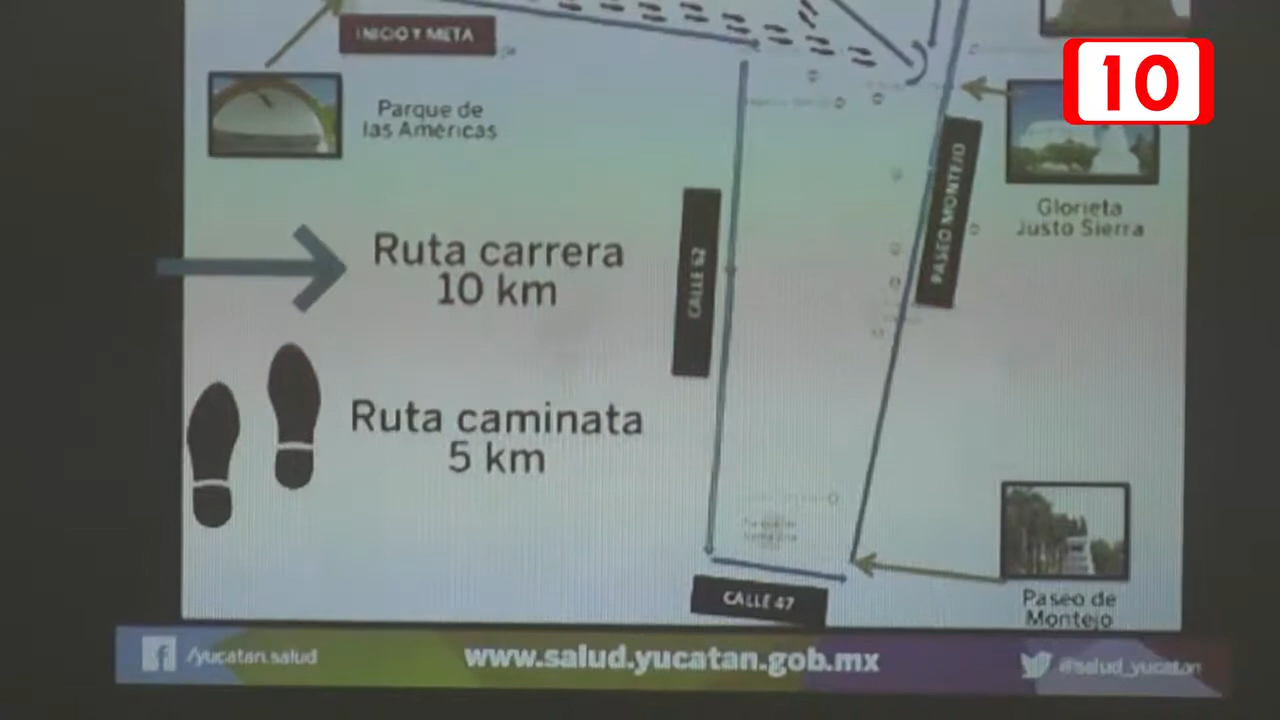 INICIO Y META
10
Parque de
las Américas
Glorieta
Justo Sierra
PASEO MONTEJO
CALLE 62
Ruta carrera
10 km
Ruta caminata
5 km
CALLE 47
Paseo de
Montejo
/yucatan.salud
www.salud.yucatan.gob.mx
@salud_yucatan